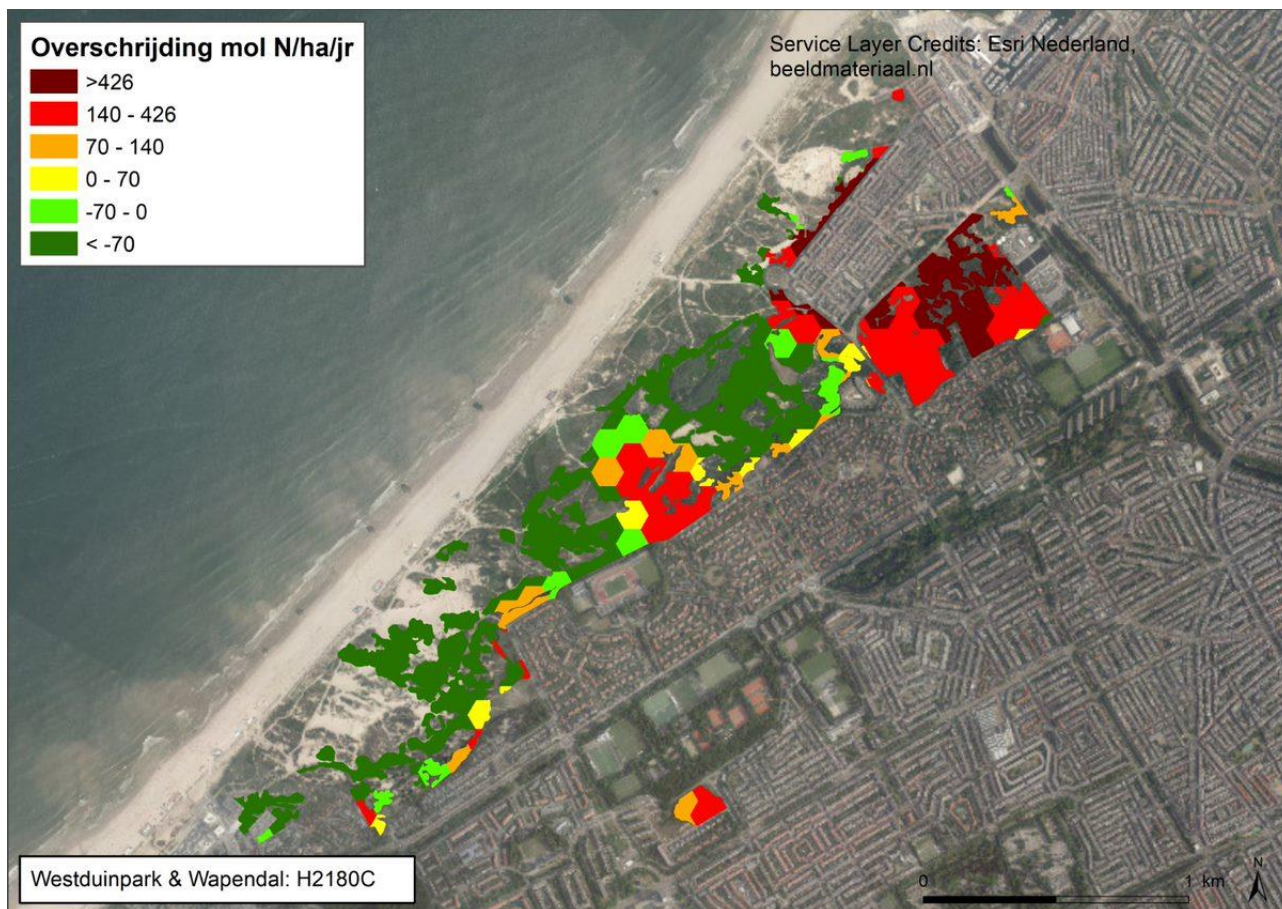 Overschrijding mol N/ha/jr
>426
140 - 426
70 - 140
0 - 70
-70 - 0
< -70
Service Layer Credits: Esri Nederland,
beeldmateriaal.nl
Westduinpark & Wapendal: H2180C
0 1 km
N